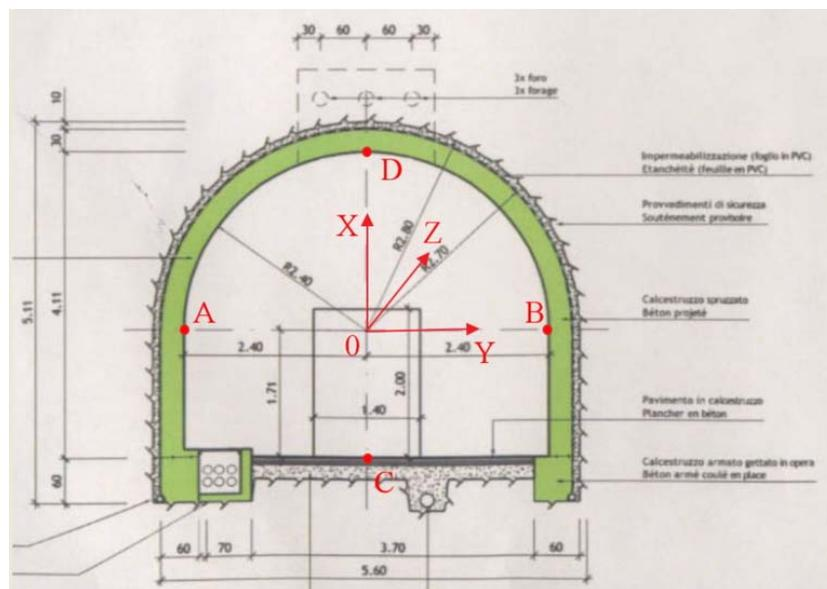 30 60 60 30
3x foro
3x forage
10
30
D
Impermeabilizzazione (foglio in PVC)
Etanchéité (feuille en PVC)
X
Z
R2.80
R2.70
R2.40
Provvedimenti di sicurezza
Souténement provisoire
5.11
4.11
A
B
Calcestruzzo spruzzato
Béton projeté
0
Y
2.40
2.40
1.71
2.00
1.40
Pavimento in calcestruzzo
Plancher en béton
60
C
Calcestruzzo armato gettato in opera
Béton armé coulé en place
60 70 3.70 60
5.60